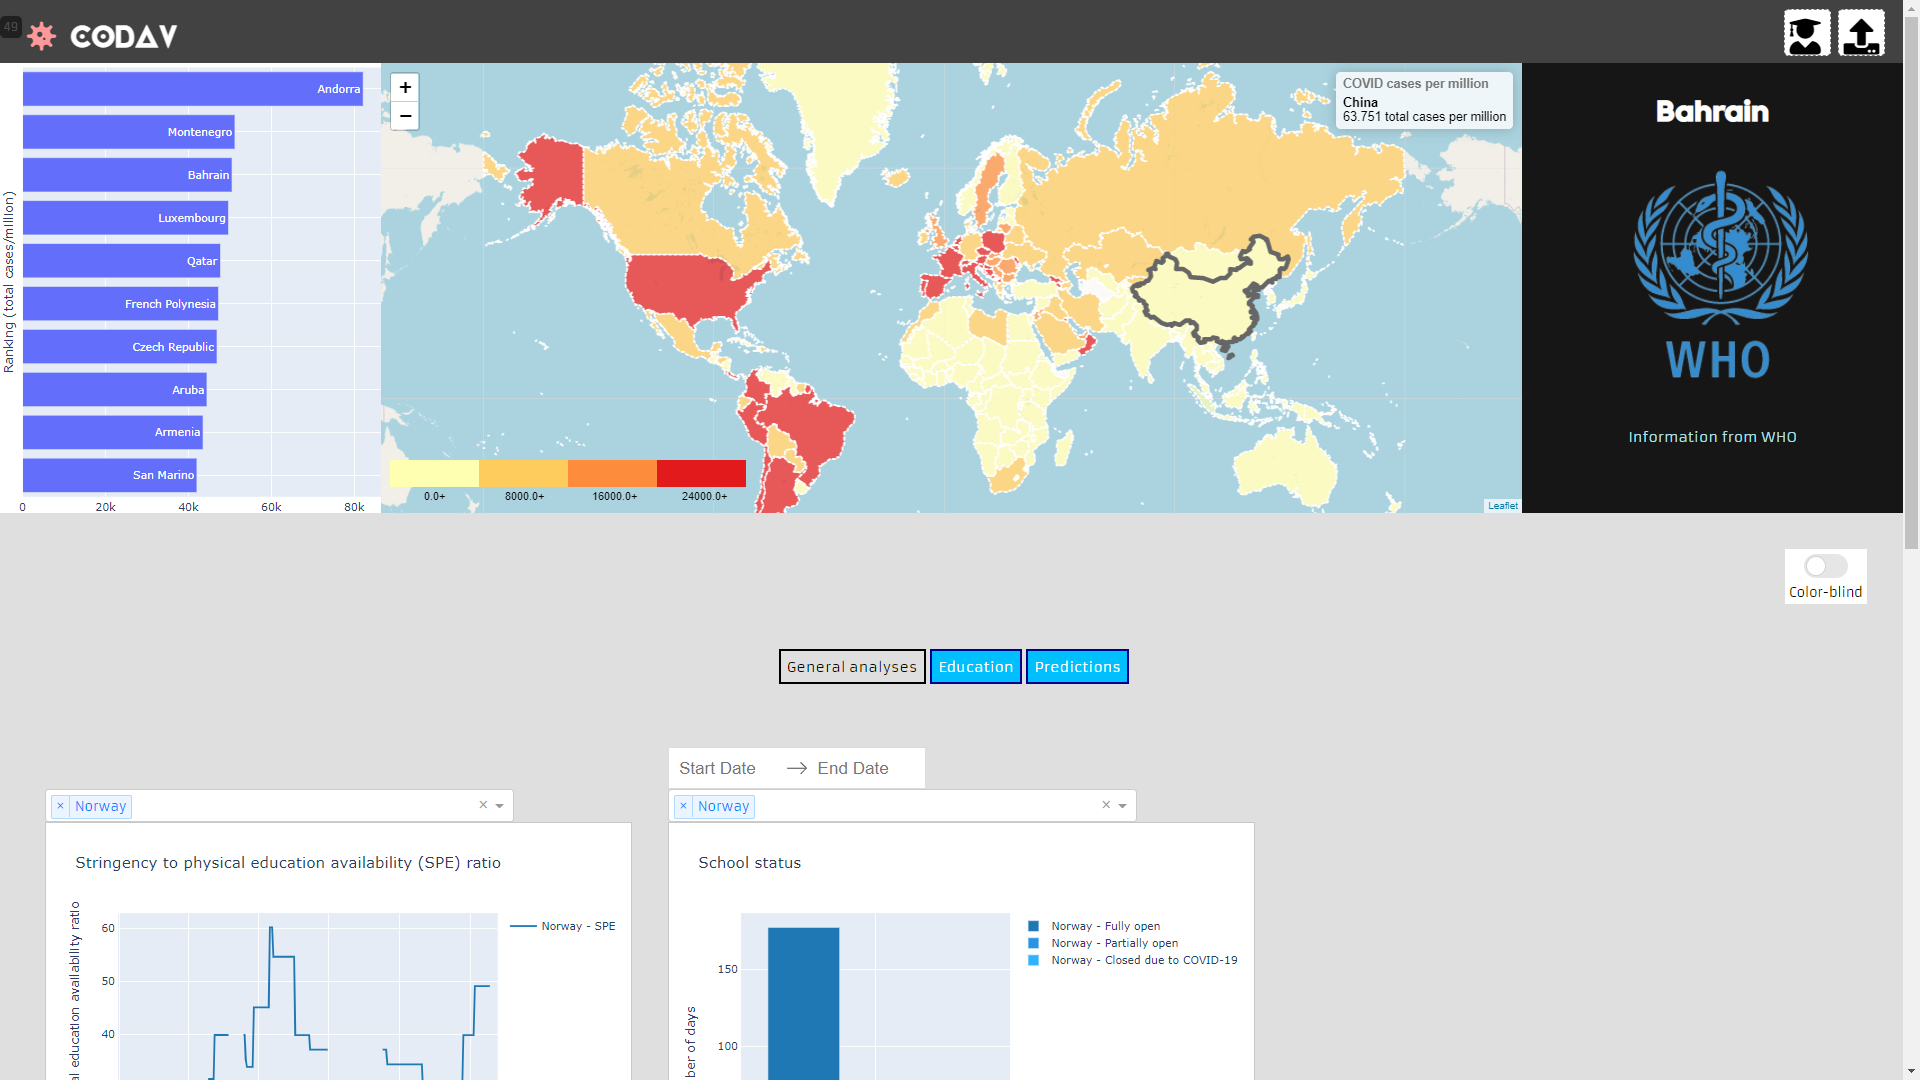 49
CODAV
Ranking (total cases/million)
Andorra
Montenegro
Bahrain
Luxembourg
Qatar
French Polynesia
Czech Republic
Aruba
Armenia
San Marino
0 20k 40k 60k 80k
+
−
COVID cases per million
China
63.751 total cases per million
0.0+ 8000.0+ 16000.0+ 24000.0+
Leaflet
Bahrain
WHO
Information from WHO
Color-blind
General analyses Education Predictions
Start Date → End Date
× Norway × 
× Norway ×
Stringency to physical education availability (SPE) ratio
al education availability ratio
60
50
40
Norway - SPE
School status
ber of days
150
100
Norway - Fully open
Norway - Partially open
Norway - Closed due to COVID-19